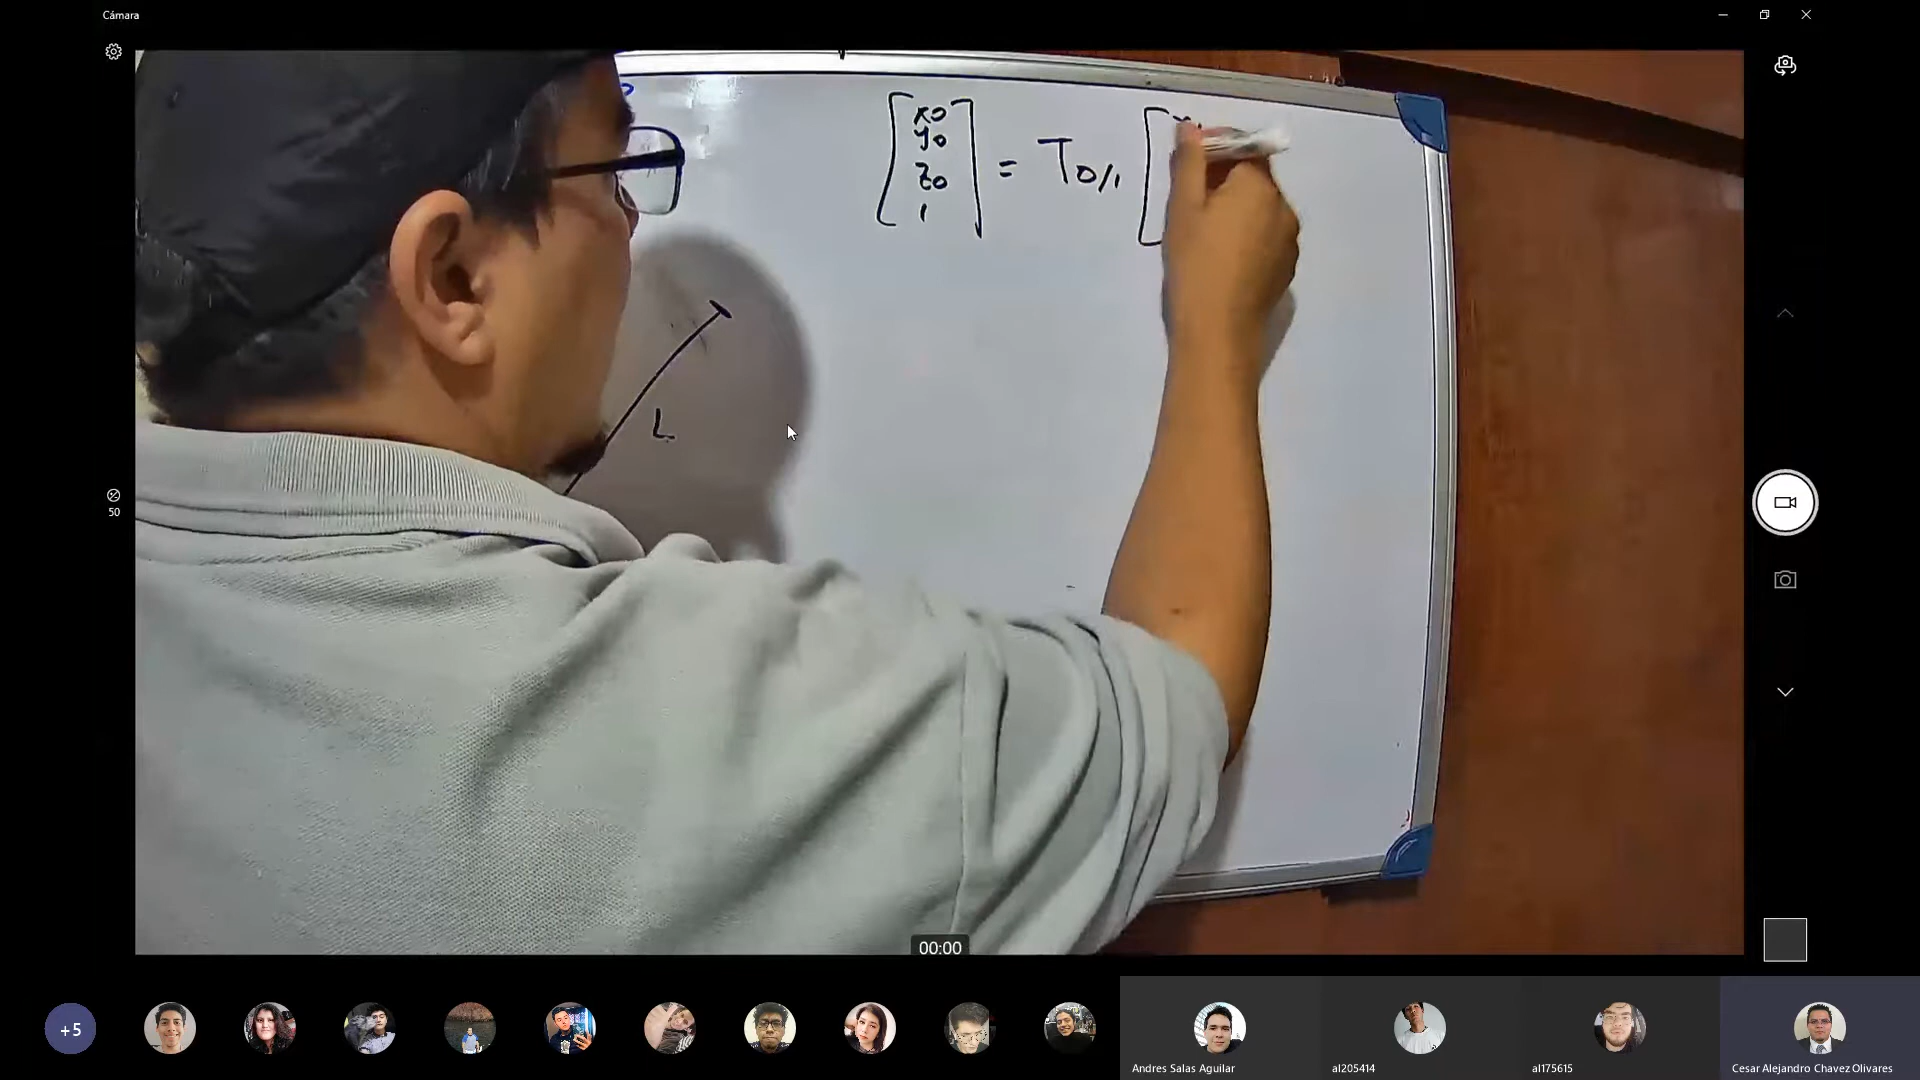 Cámara
x0
y0
z0
1
= T0/1
L
50
00:00
+5
Andres Salas Aguilar
al205414
al175615
Cesar Alejandro Chavez Olivares